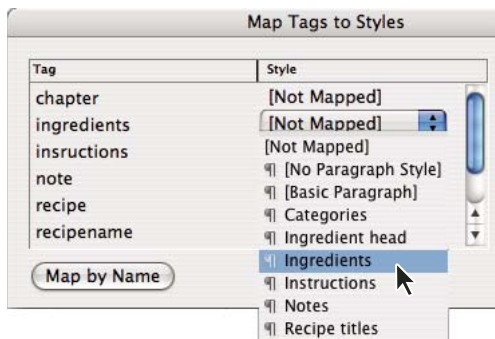 Map Tags to Styles
Tag Style
chapter [Not Mapped]
ingredients [Not Mapped]
insructions [Not Mapped]
note ¶ [No Paragraph Style]
¶ [Basic Paragraph]
recipe ¶ Categories
recipename ¶ Ingredient head
¶ Ingredients
Map by Name ¶ Instructions
¶ Notes
¶ Recipe titles